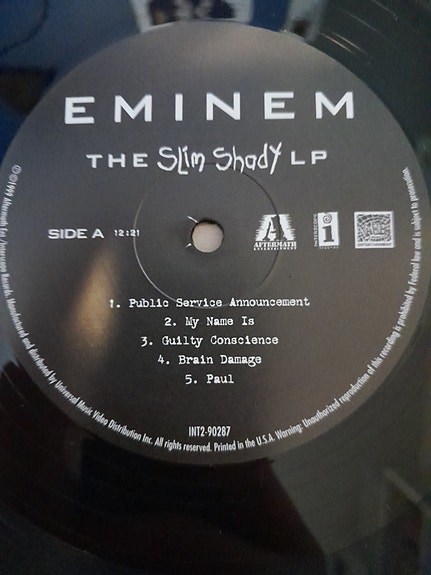 EMINEM
THE Slim Shady LP
SIDE A 12:21
AFTERMATH
ENTERTAINMENT
INTERSCOPE
i
RECORDS
1. Public Service Announcement
2. My Name Is
3. Guilty Conscience
4. Brain Damage
5. Paul
INT2-90287
℗©1999 Aftermath Ent./Interscope Records. Manufactured and distributed by Universal Music Video Distribution Inc. All rights reserved. Printed in the U.S.A. Warning: Unauthorized reproduction of this recording is prohibited by Federal law and is subject to prosecution.